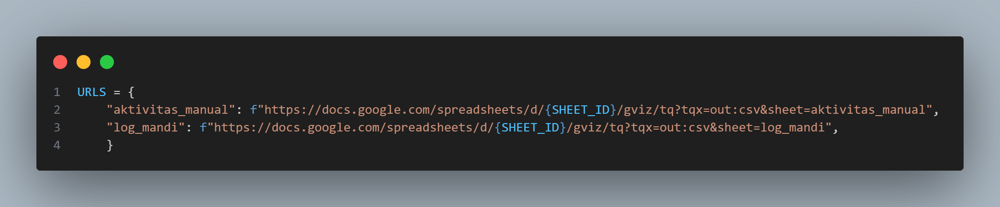 1 URLS = {
2     "aktivitas_manual": f"https://docs.google.com/spreadsheets/d/{SHEET_ID}/gviz/tq?tqx=out:csv&sheet=aktivitas_manual",
3     "log_mandi": f"https://docs.google.com/spreadsheets/d/{SHEET_ID}/gviz/tq?tqx=out:csv&sheet=log_mandi",
4     }